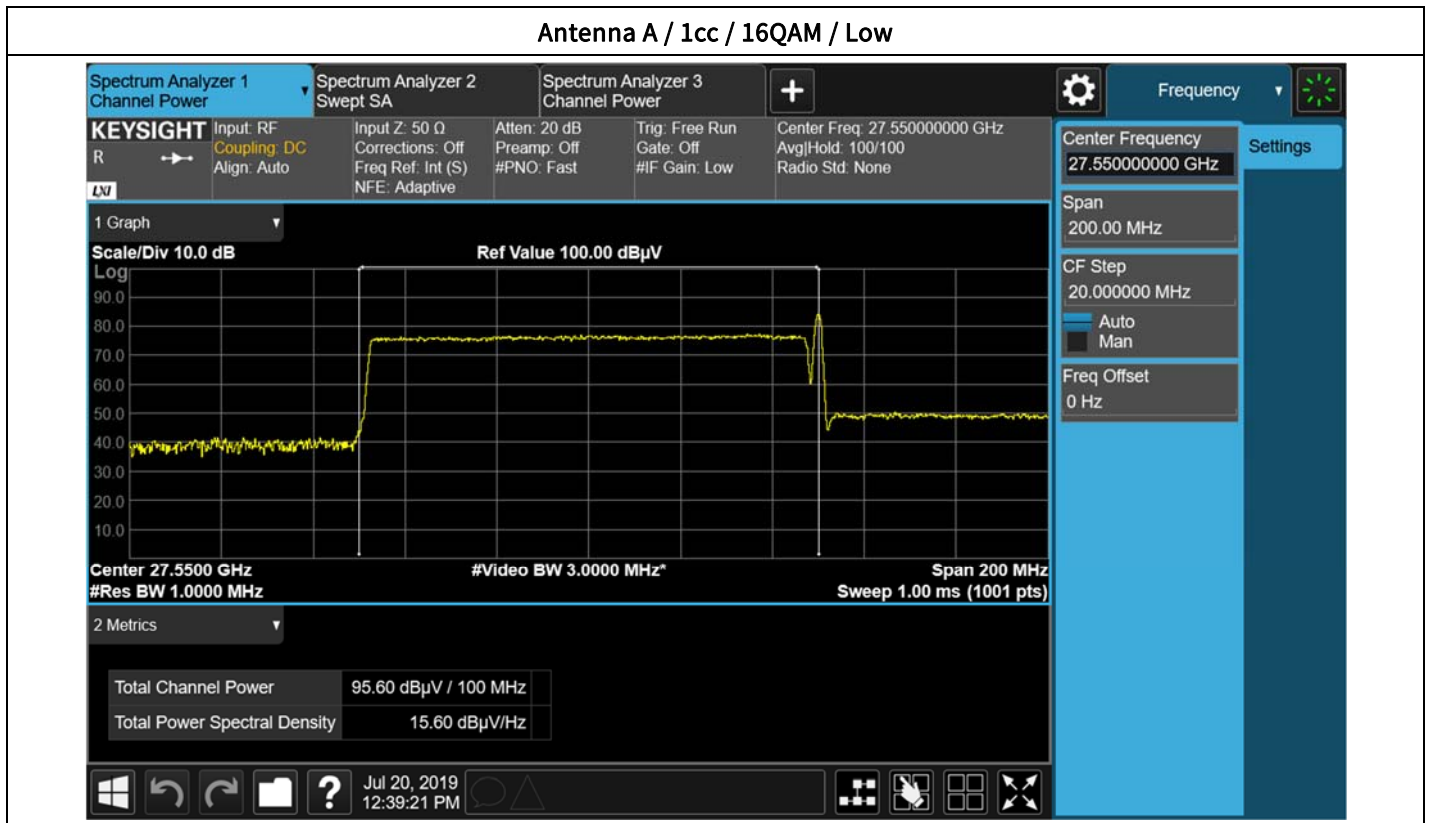 Antenna A / 1cc / 16QAM / Low
Spectrum Analyzer 1
Channel Power
Spectrum Analyzer 2
Swept SA
Spectrum Analyzer 3
Channel Power
Frequency
KEYSIGHT
R
LXI
Input: RF
Coupling: DC
Align: Auto
Input Z: 50 Ω
Corrections: Off
Freq Ref: Int (S)
NFE: Adaptive
Atten: 20 dB
Preamp: Off
#PNO: Fast
Trig: Free Run
Gate: Off
#IF Gain: Low
Center Freq: 27.550000000 GHz
Avg|Hold: 100/100
Radio Std: None
Center Frequency
27.550000000 GHz
Settings
Span
200.00 MHz
CF Step
20.000000 MHz
Auto
Man
Freq Offset
0 Hz
1 Graph
Scale/Div 10.0 dB
Ref Value 100.00 dBµV
Log
90.0
80.0
70.0
60.0
50.0
40.0
30.0
20.0
10.0
Center 27.5500 GHz
#Video BW 3.0000 MHz*
Span 200 MHz
#Res BW 1.0000 MHz
Sweep 1.00 ms (1001 pts)
2 Metrics
Total Channel Power 95.60 dBµV / 100 MHz
Total Power Spectral Density 15.60 dBµV/Hz
?
Jul 20, 2019
12:39:21 PM